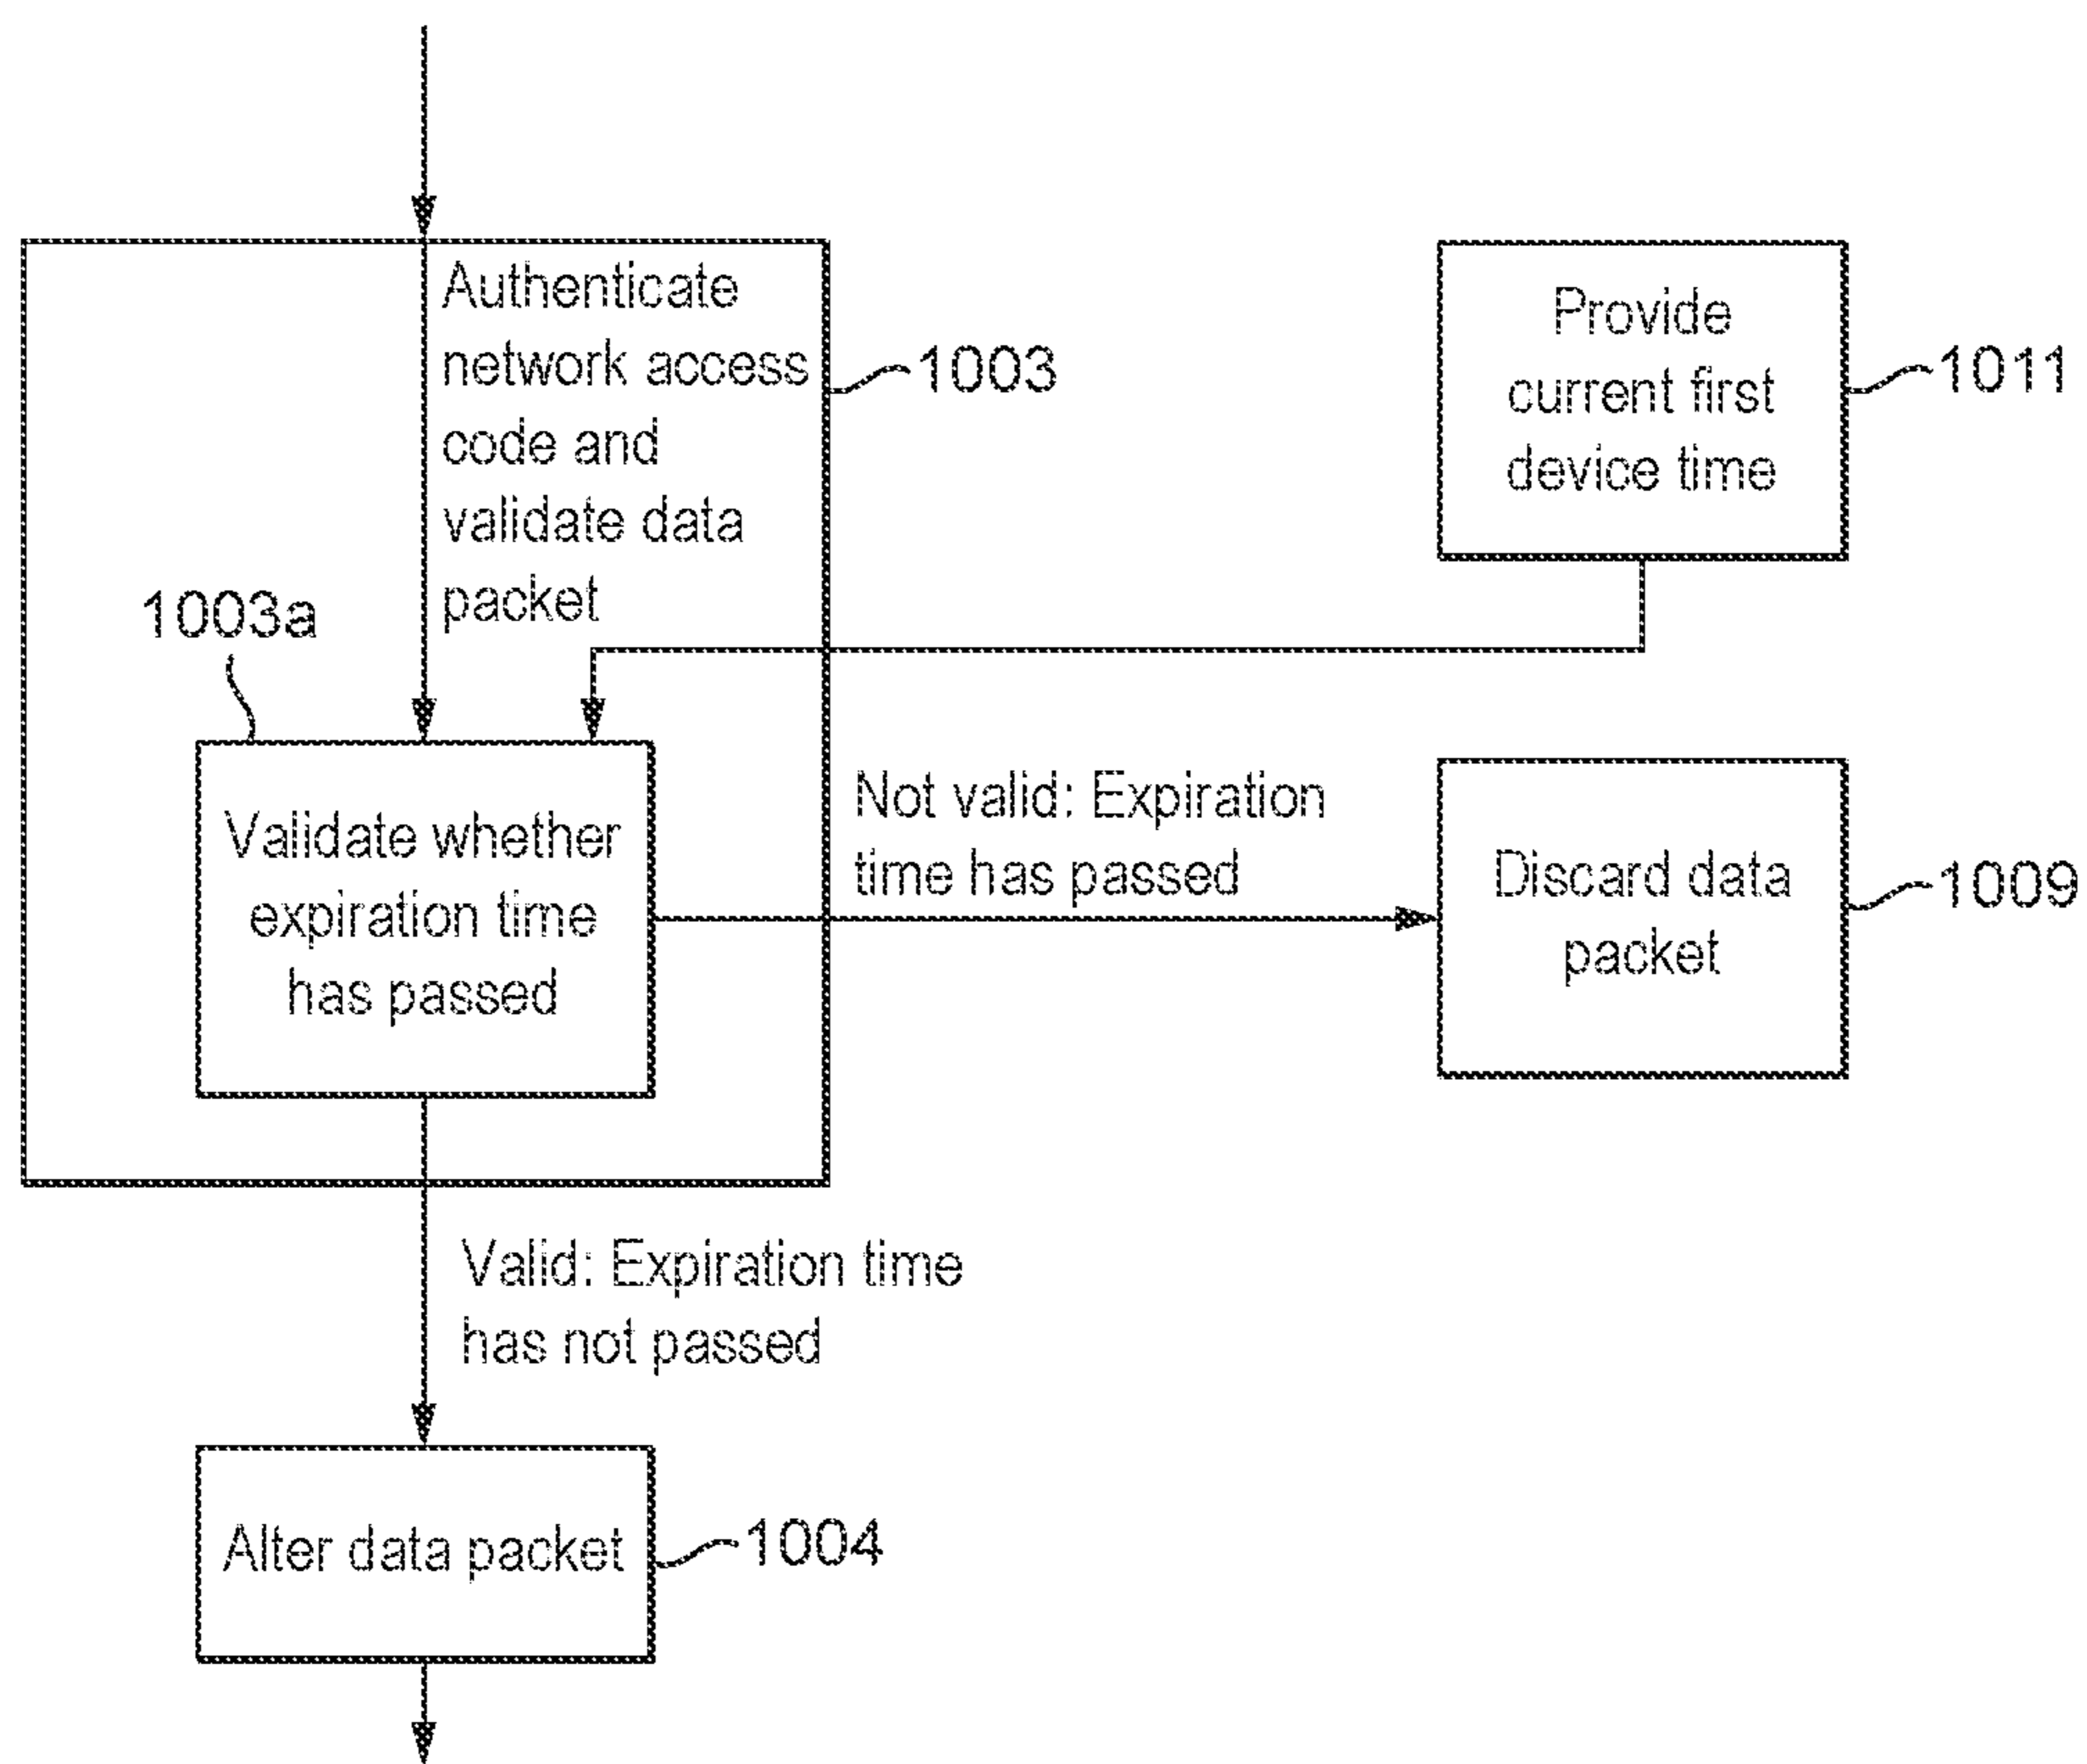 Authenticate
network access
code and
validate data
packet
1003
Provide
current first
device time
1011
1003a
Validate whether
expiration time
has passed
Not valid: Expiration
time has passed
Discard data
packet
1009
Valid: Expiration time
has not passed
Alter data packet
1004